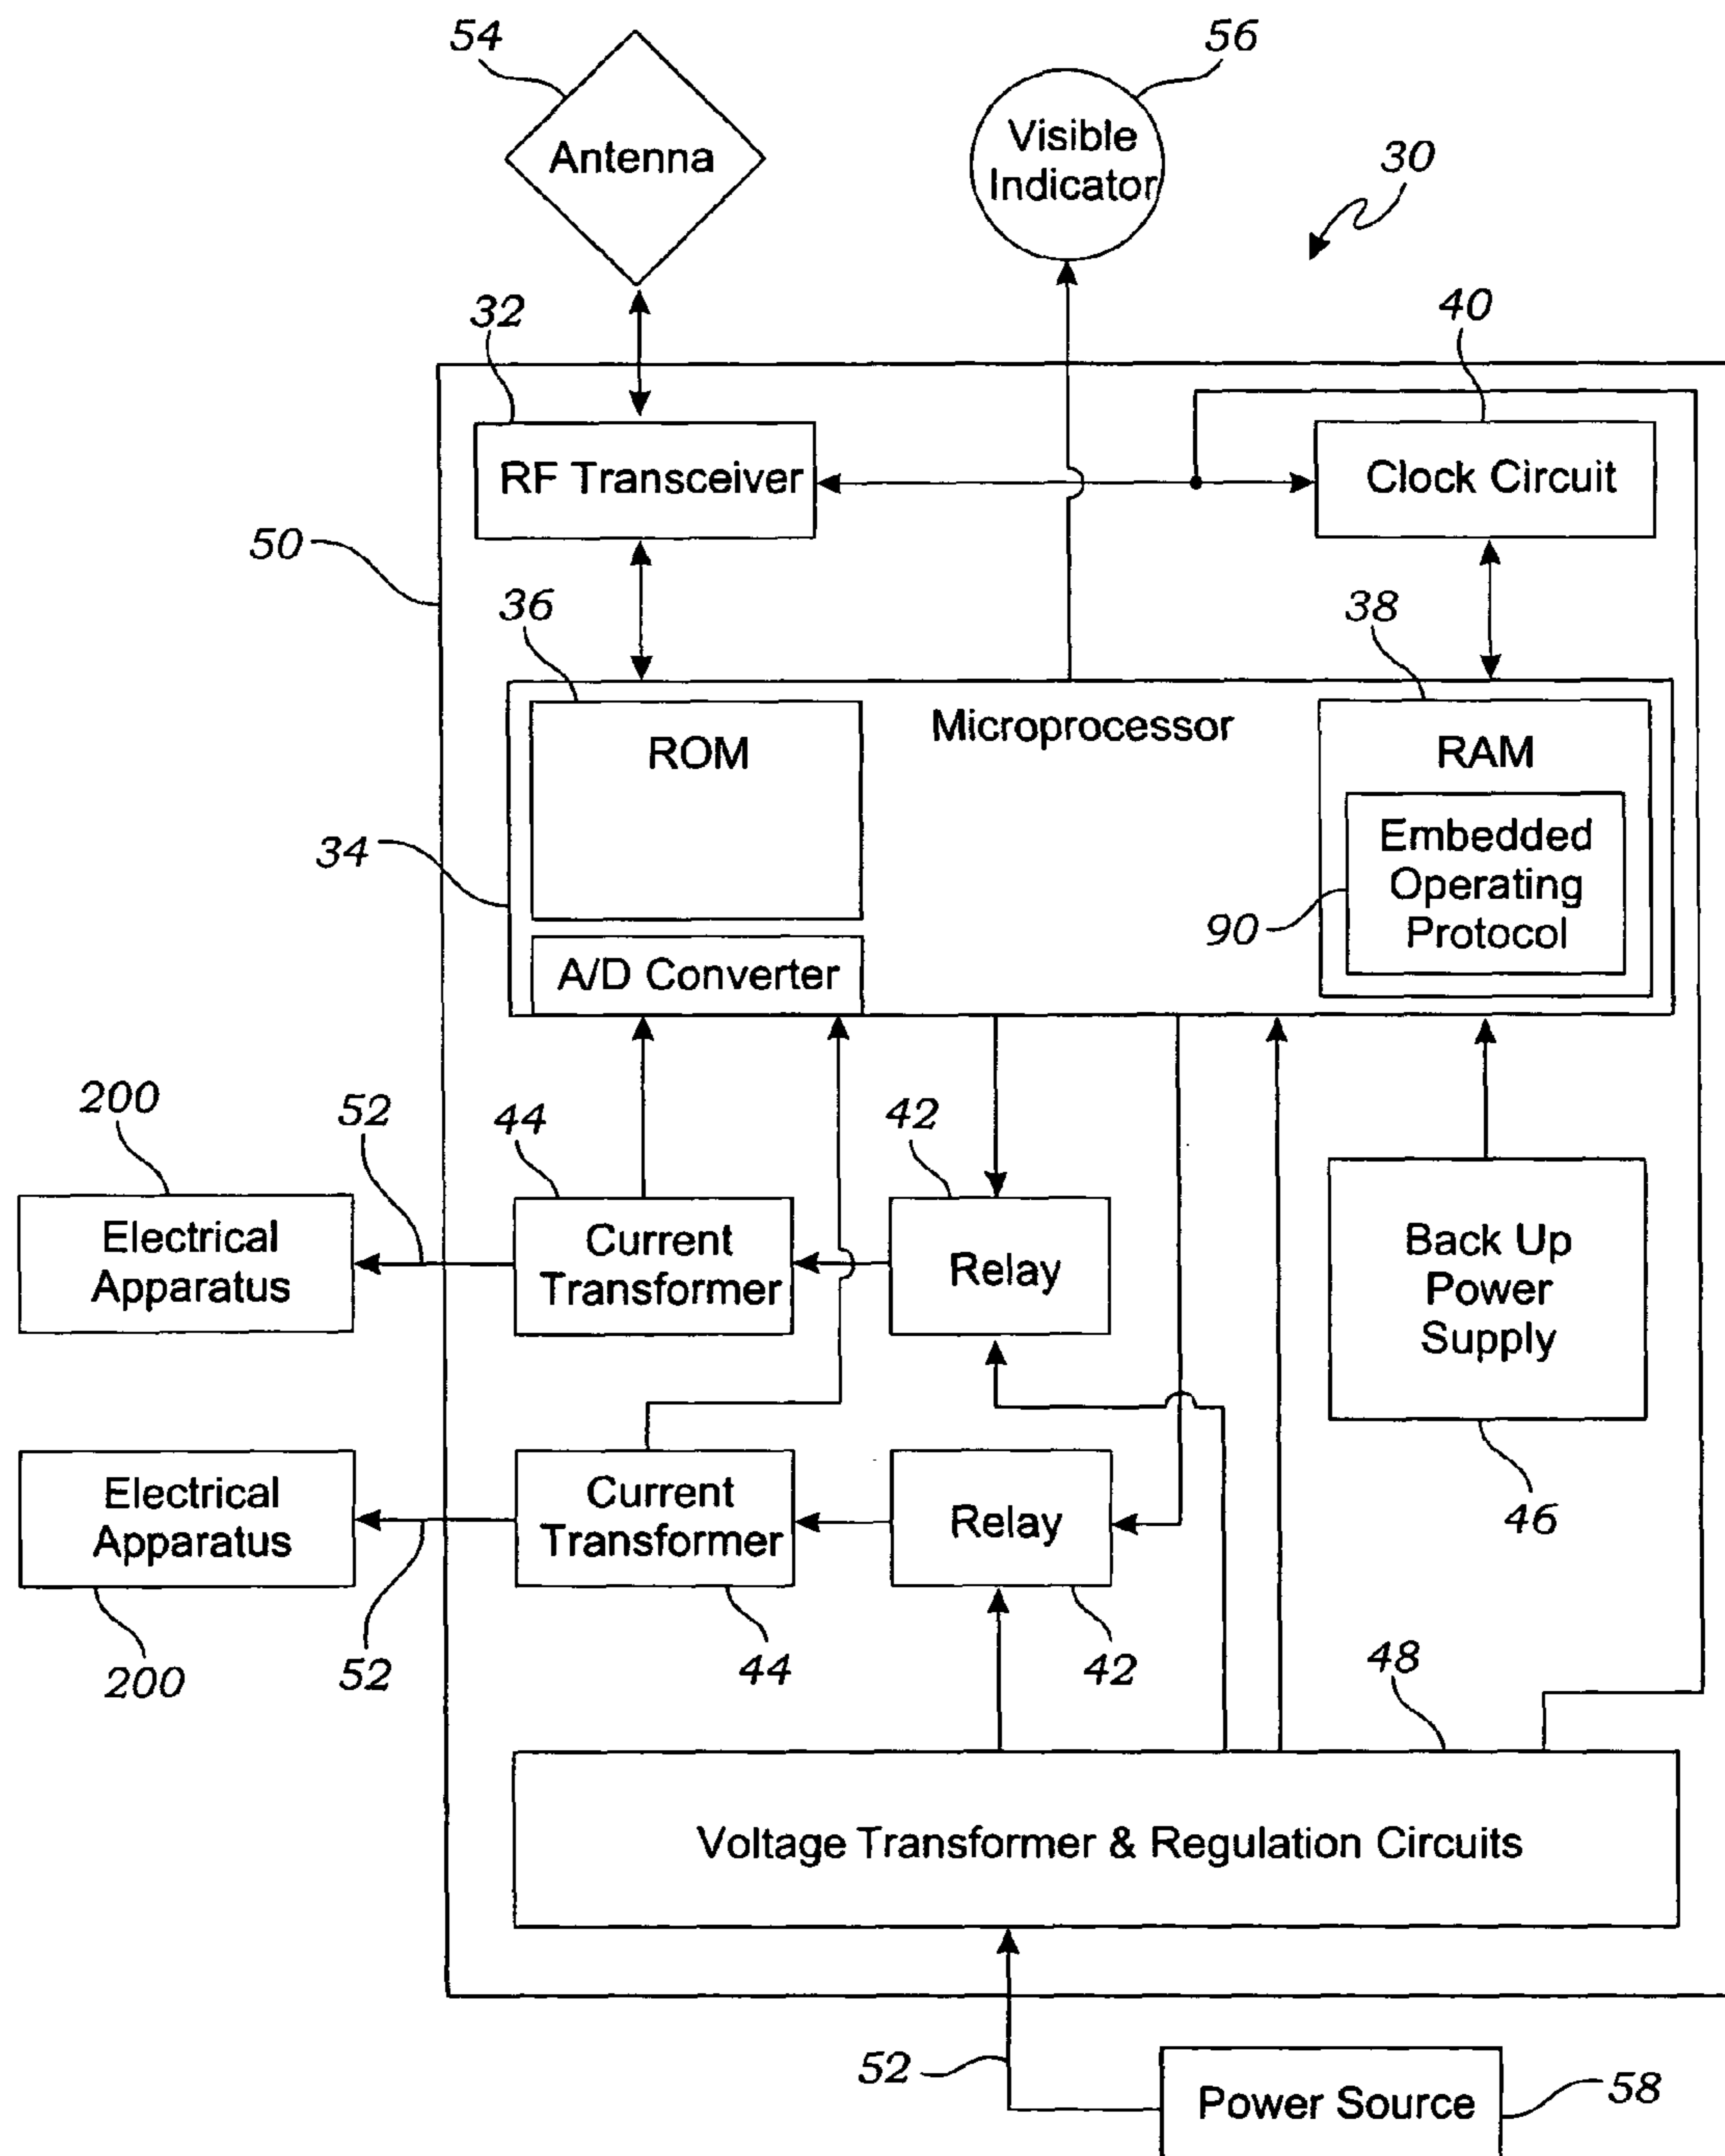 54
56
Antenna
Visible
Indicator
30
32
40
RF Transceiver
Clock Circuit
50
36
38
ROM
Microprocessor
RAM
Embedded
Operating
Protocol
34
90
A/D Converter
200
52
44
42
Electrical
Apparatus
Current
Transformer
Relay
Back Up
Power
Supply
Electrical
Apparatus
Current
Transformer
Relay
46
200
52
44
42
48
Voltage Transformer & Regulation Circuits
52
Power Source
58